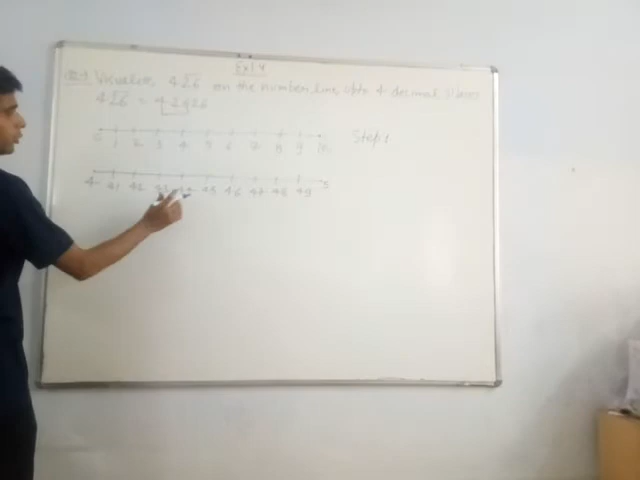 Ex 1.4
Visualise 4.26 on the number line, upto 4 decimal places
4.26 = 4.2626
0 1 2 3 4 5 6 7 8 9 10 Step 1
4 4.1 4.2 4.3 4.4 4.5 4.6 4.7 4.8 4.9 5